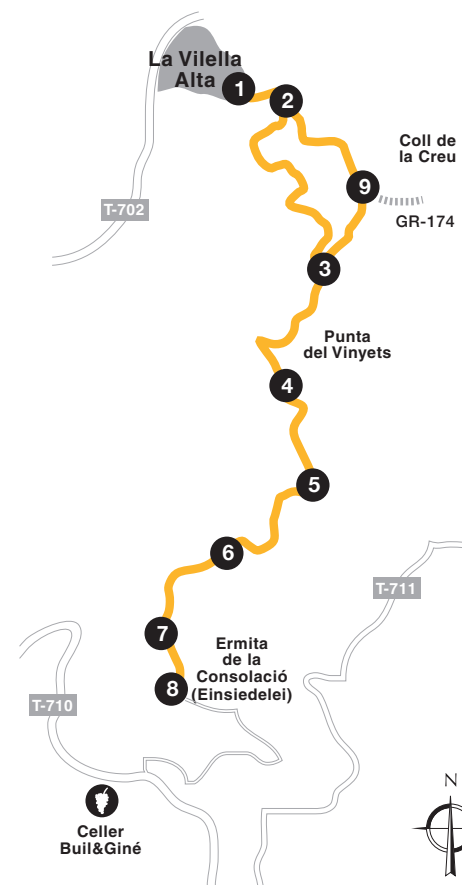 La Vilella
Alta
1
2
Coll de
la Creu
9
T-702
GR-174
3
Punta
del Vinyets
4
5
6
T-711
7
Ermita
de la
Consolació
(Einsiedelei)
8
T-710
N
Celler
Buil&Giné